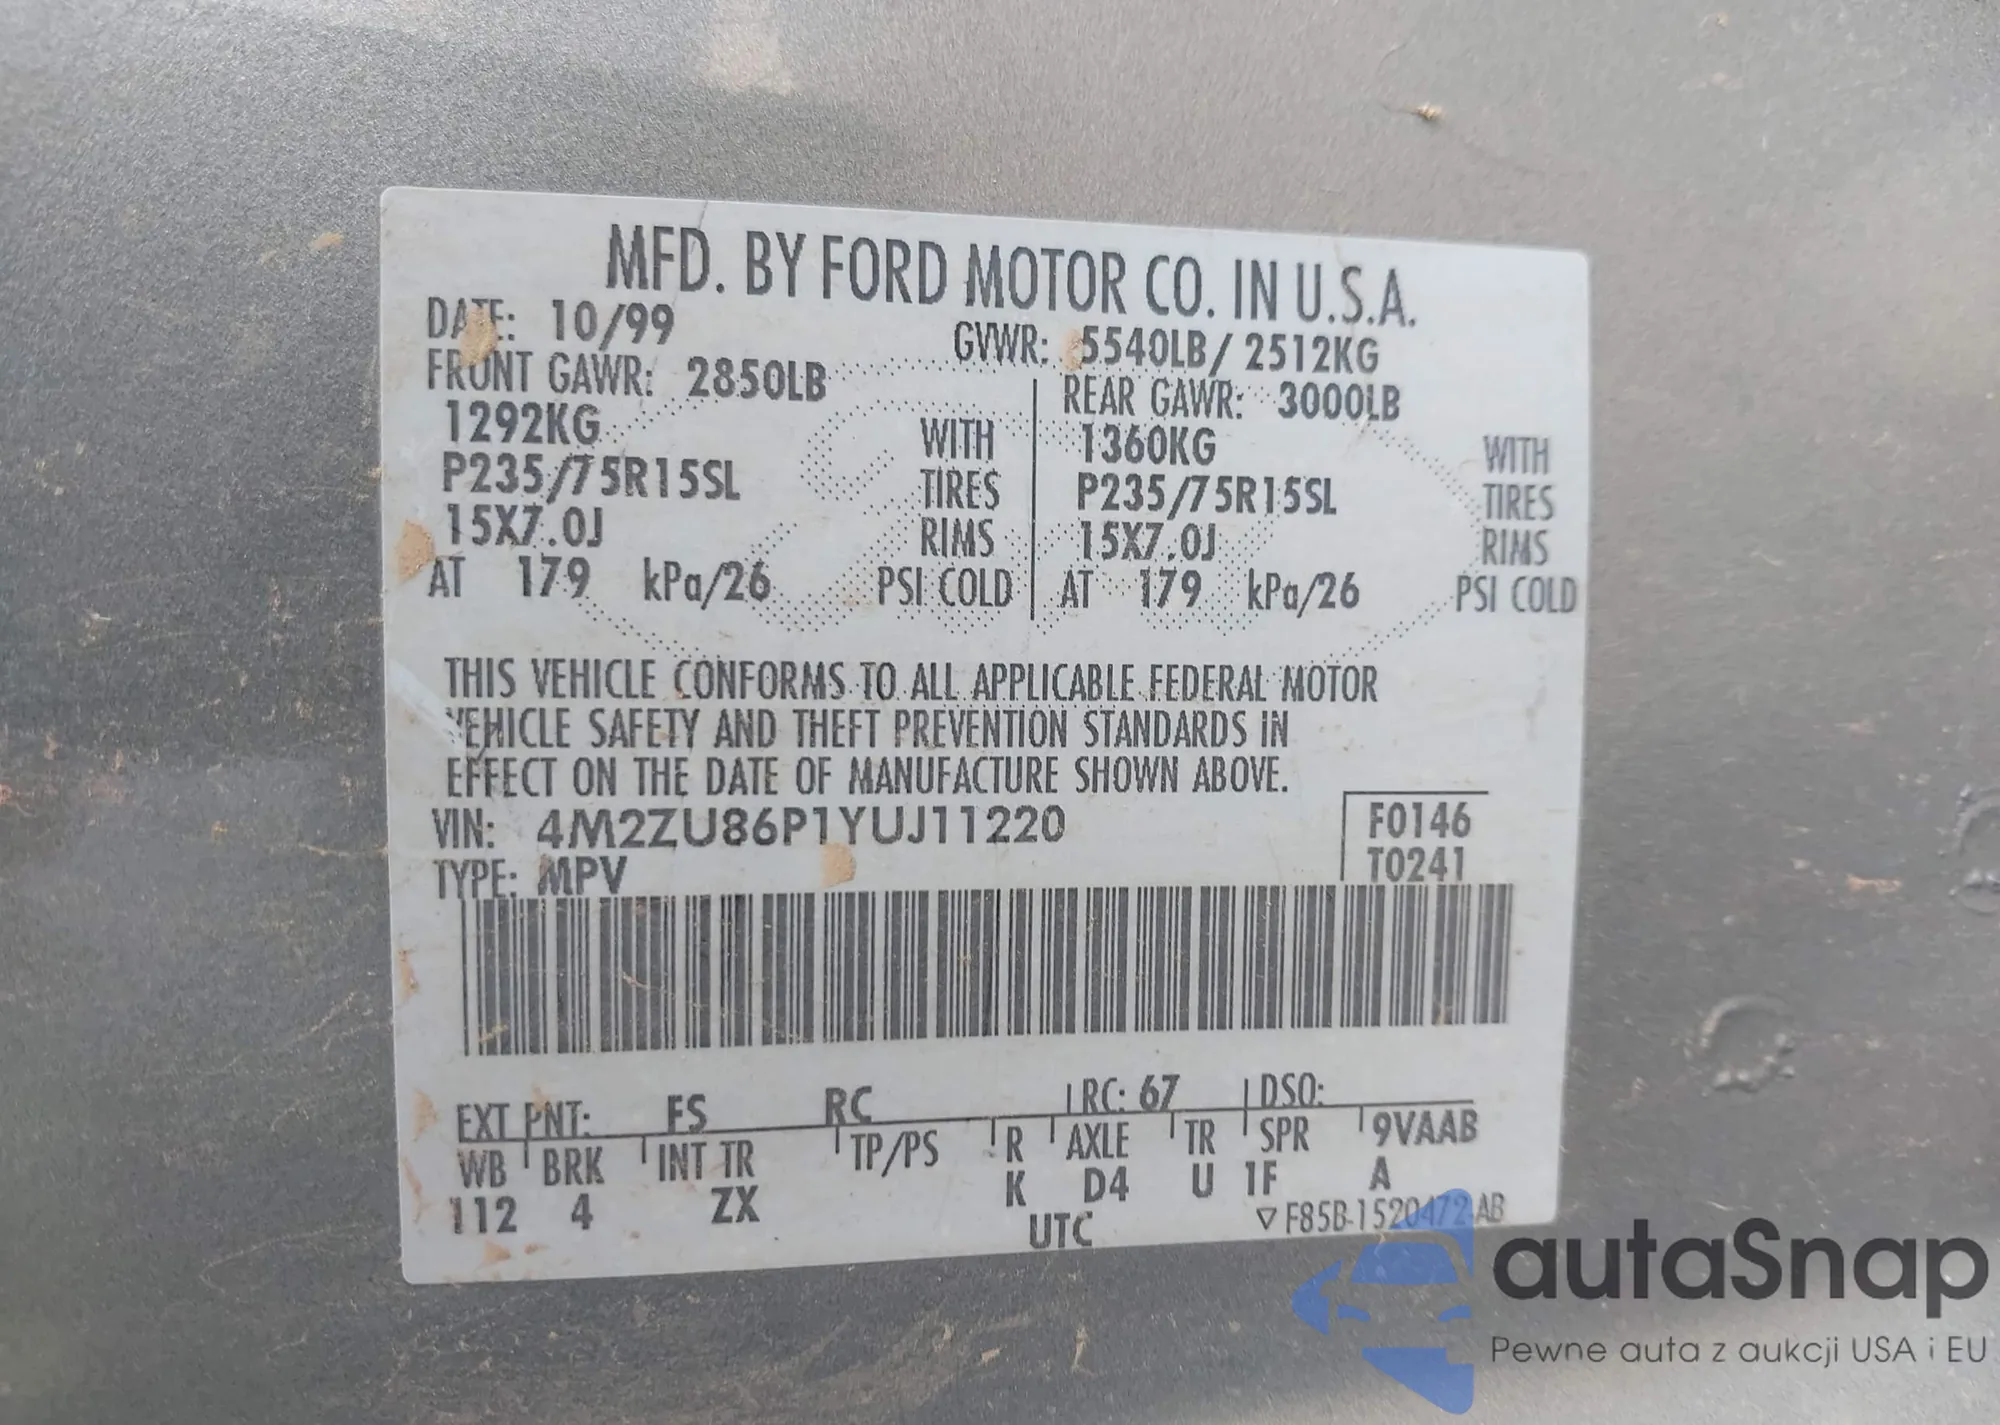 MFD. BY FORD MOTOR CO. IN U.S.A.
DATE: 10/99 GVWR: 5540LB/ 2512KG
FRONT GAWR: 2850LB REAR GAWR: 3000LB
1292KG WITH 1360KG WITH
P235/75R15SL TIRES P235/75R15SL TIRES
15X7.0J RIMS 15X7.0J RIMS
AT 179 kPa/26 PSI COLD AT 179 kPa/26 PSI COLD
THIS VEHICLE CONFORMS TO ALL APPLICABLE FEDERAL MOTOR
VEHICLE SAFETY AND THEFT PREVENTION STANDARDS IN
EFFECT ON THE DATE OF MANUFACTURE SHOWN ABOVE.
VIN: 4M2ZU86P1YUJ11220 F0146
TYPE: MPV T0241
EXT PNT: FS RC RC: 67 DSO:
WB BRK INT TR TP/PS R AXLE TR SPR 9VAAB
112 4 ZX K D4 U 1F A
UTC ▽ F85B-1520472-AB
autaSnap
Pewne auta z aukcji USA i EU